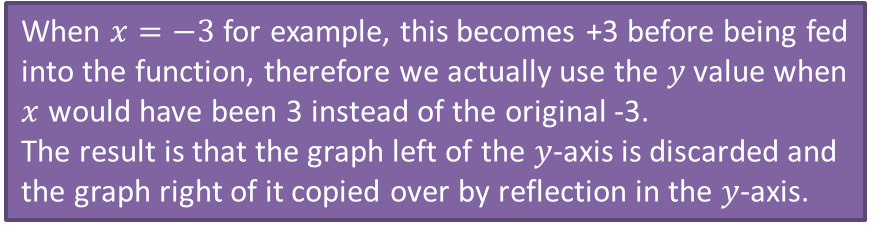 When x = −3 for example, this becomes +3 before being fed
into the function, therefore we actually use the y value when
x would have been 3 instead of the original -3.
The result is that the graph left of the y-axis is discarded and
the graph right of it copied over by reflection in the y-axis.